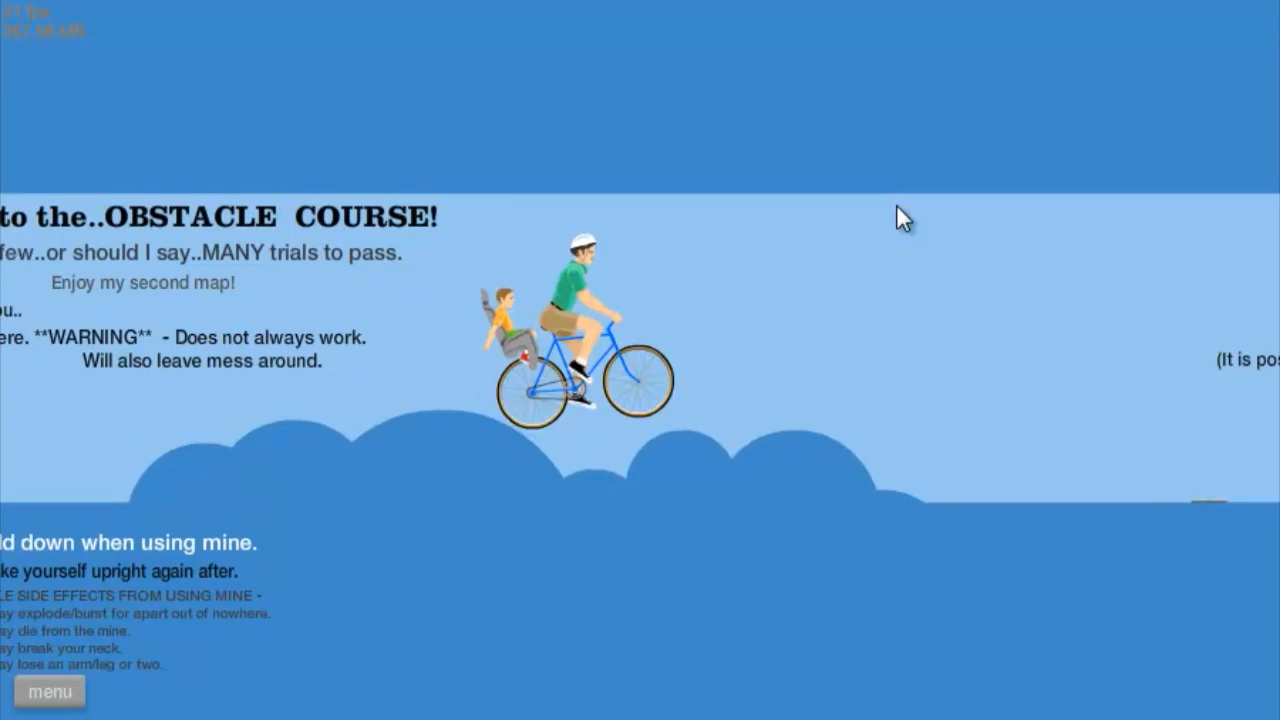 21 fps
to the..OBSTACLE COURSE!
few..or should I say..MANY trials to pass.
Enjoy my second map!
ou..
ere. **WARNING** - Does not always work.
Will also leave mess around.
(It is pos
ld down when using mine.
ke yourself upright again after.
LE SIDE EFFECTS FROM USING MINE -
ay explode/burst for apart out of nowhere.
ay die from the mine.
ay break your neck.
ay lose an arm/leg or two.
menu